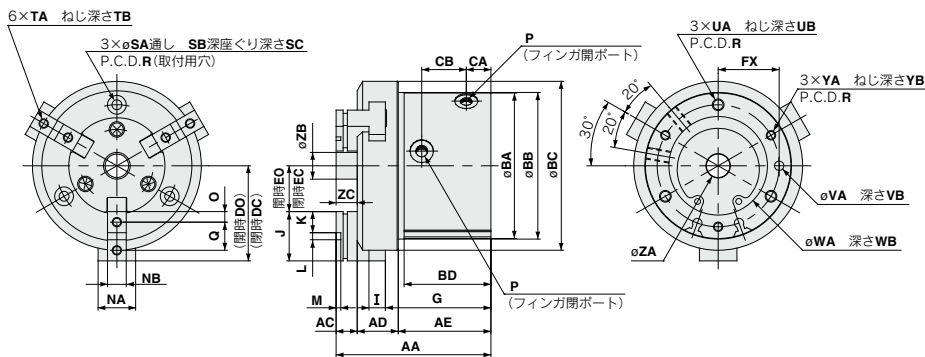 6×TA ねじ深さTB
3×øSA通し SB深座ぐり深さSC
P.C.D.R(取付用穴)
O
Q
(開時DO)
(閉時DC)
NB
NA
P
(フィンガ開ポート)
CB
CA
øZB
開時EO
閉時EC
ZC
K
J
L
øBA
øBB
øBC
BD
M
I
G
P
(フィンガ閉ポート)
AC
AD
AE
AA
3×UA ねじ深さUB
P.C.D.R
FX
3×YA ねじ深さYB
P.C.D.R
20°
20°
30°
øVA 深さVB
øWA 深さWB
øZA